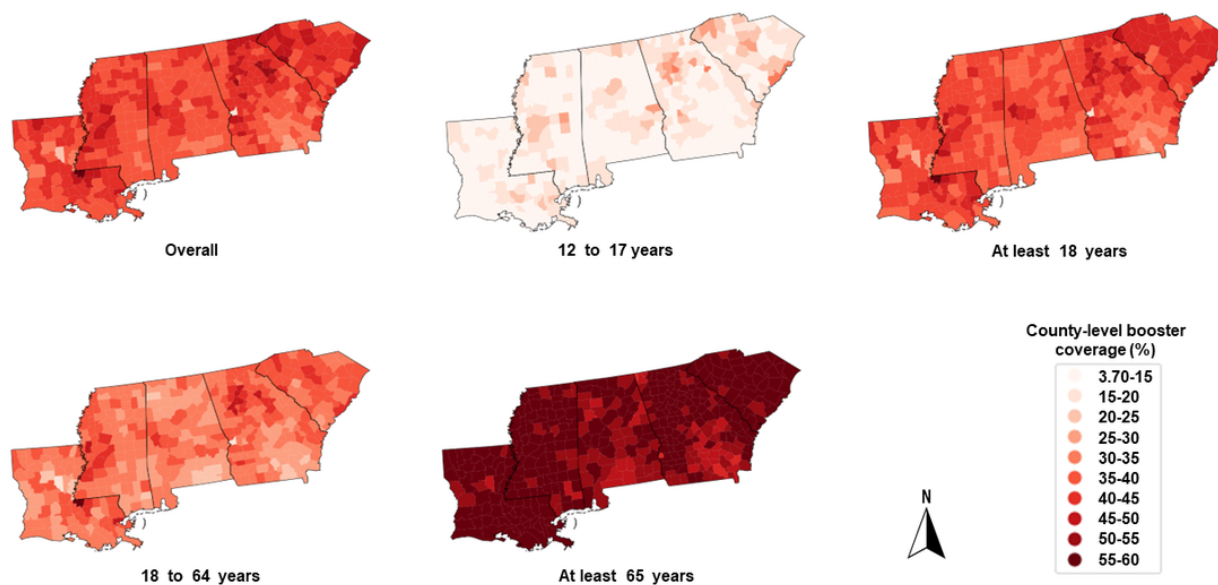 Overall
12 to 17 years
At least 18 years
18 to 64 years
At least 65 years
N
County-level booster
coverage (%)
3.70-15
15-20
20-25
25-30
30-35
35-40
40-45
45-50
50-55
55-60